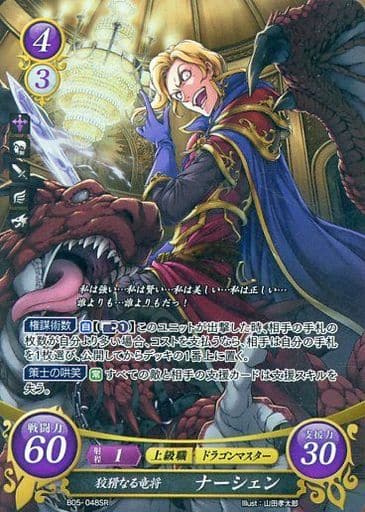 4
3
私は強い…私は賢い…私は美しい…私は正しい…
誰よりも…誰よりもだっ!
権謀術数 自 【 1】このユニットが出撃した時、相手の手札の
枚数が自分より多い場合、コストを支払うなら、相手は自分の手札
を1枚選び、公開してからデッキの1番上に置く。
策士の哄笑 常 すべての敵と相手の支援カードは支援スキル
を失う。
戦闘力
60
射程 1
上級職
ドラゴンマスター
支援力
30
狡猾なる竜将 ナーシェン
B05-048SR
Illust:山田孝太郎